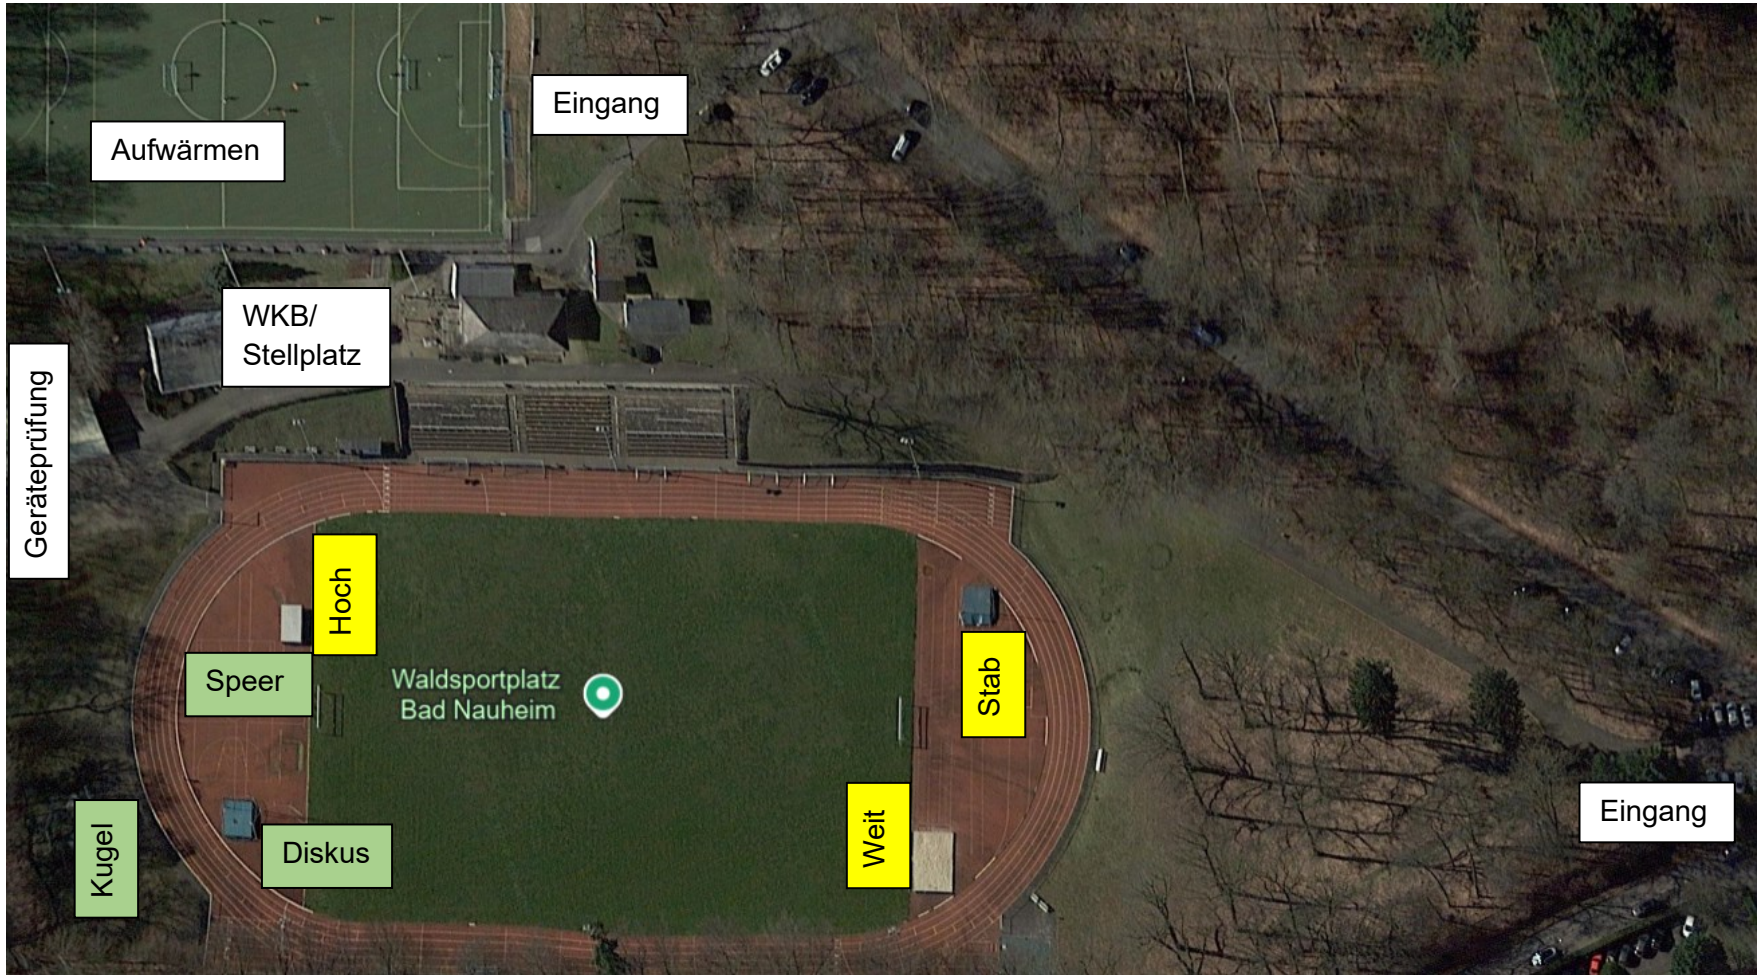 Eingang
Aufwärmen
WKB/
Stellplatz
Geräteprüfung
Hoch
Speer
Waldsportplatz
Bad Nauheim
Stab
Weit
Eingang
Kugel
Diskus